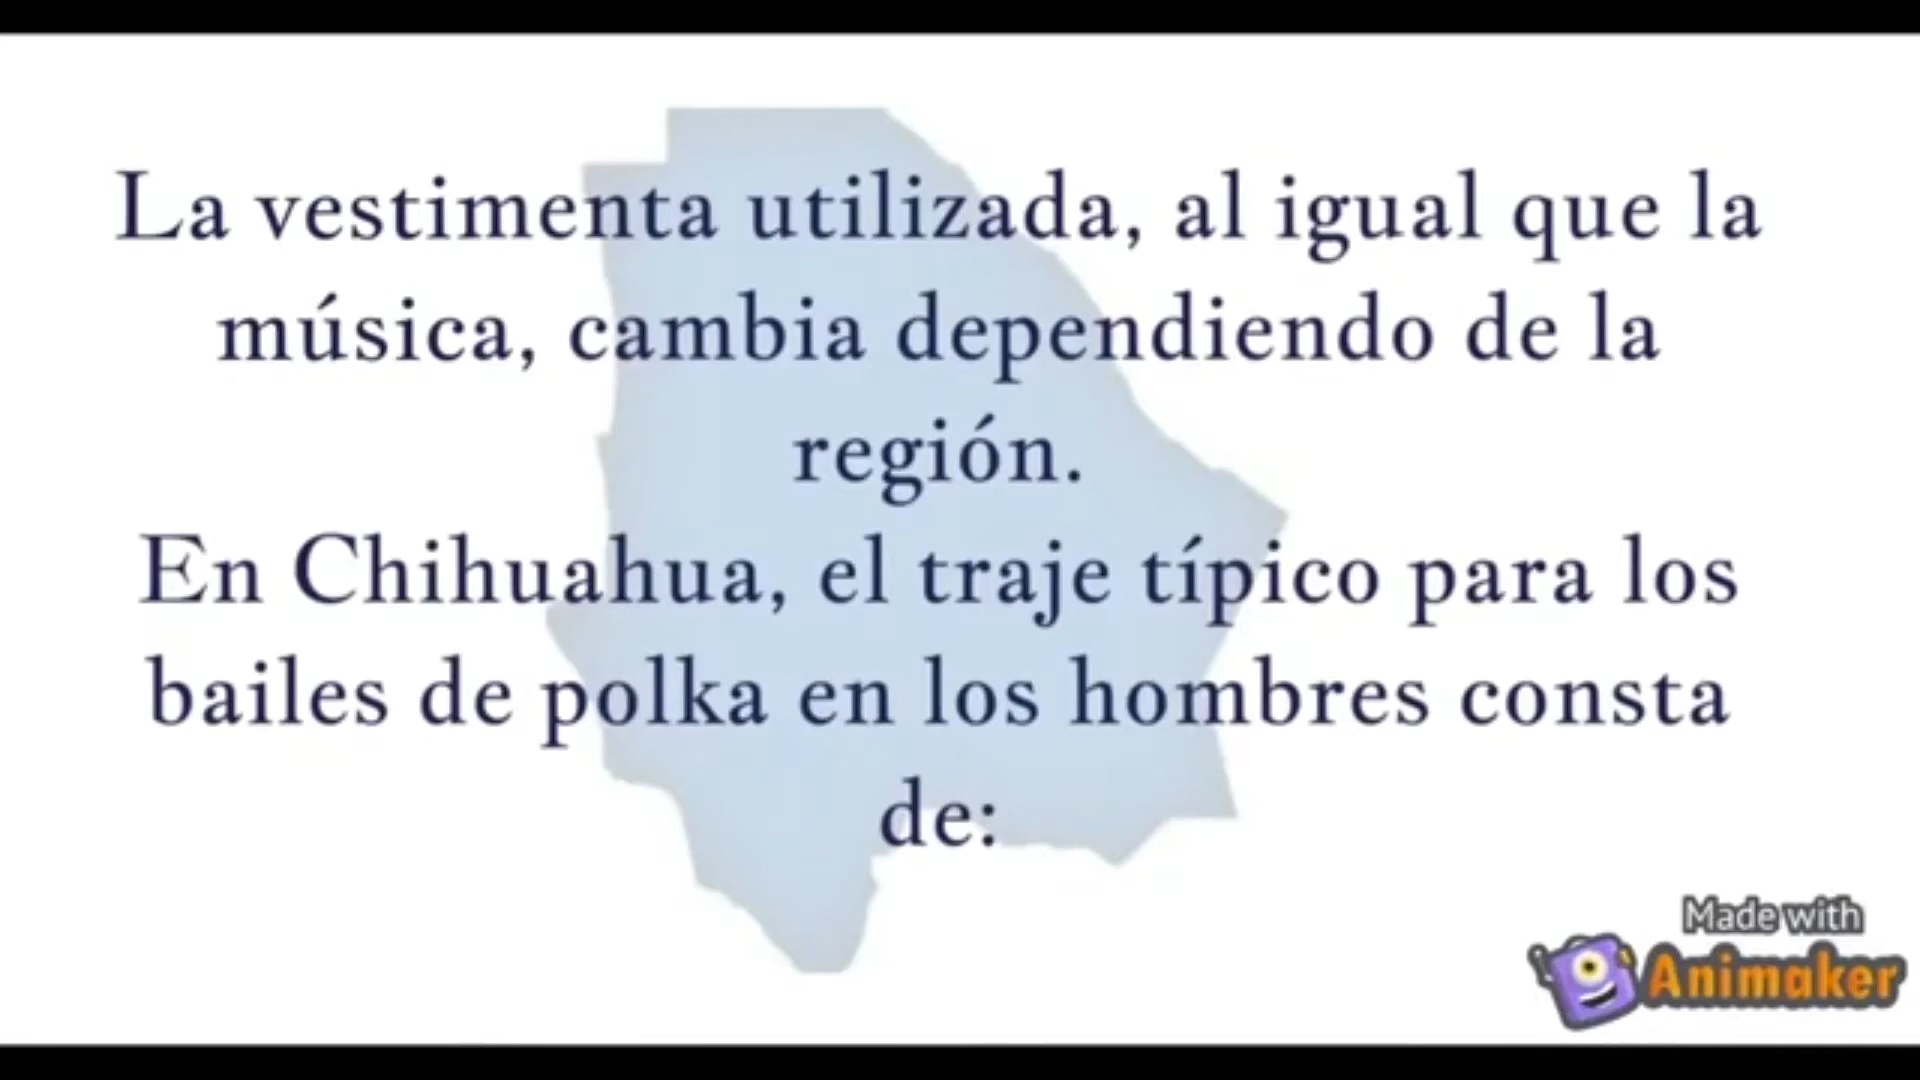 La vestimenta utilizada, al igual que la
música, cambia dependiendo de la
región.
En Chihuahua, el traje típico para los
bailes de polka en los hombres consta
de:
Made with
Animaker